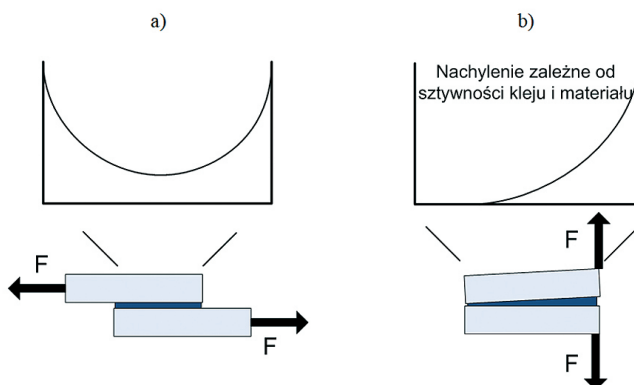 a)
b)
Nachylenie zależne od
sztywności kleju i materiału
F
F
F
F